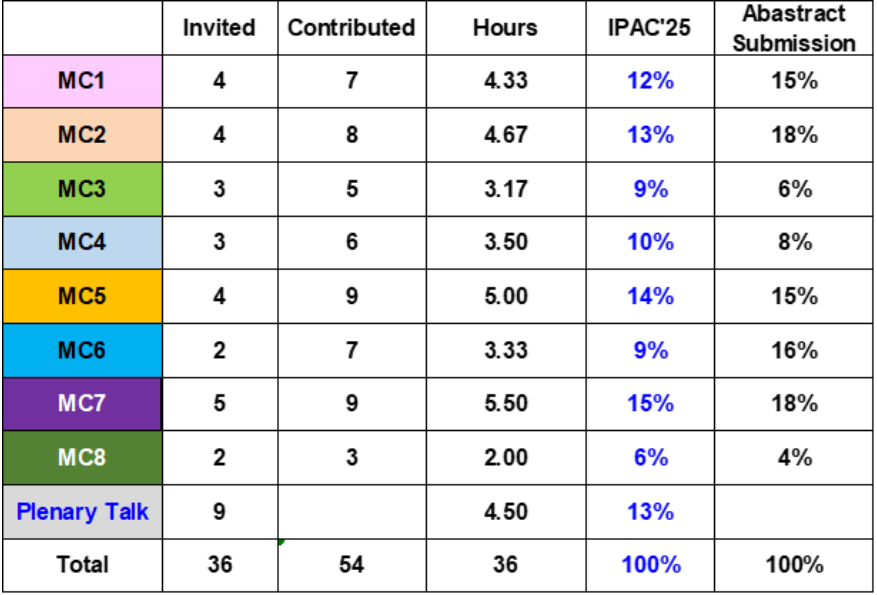 Invited Contributed Hours IPAC'25 Abastract Submission
MC1 4 7 4.33 12% 15%
MC2 4 8 4.67 13% 18%
MC3 3 5 3.17 9% 6%
MC4 3 6 3.50 10% 8%
MC5 4 9 5.00 14% 15%
MC6 2 7 3.33 9% 16%
MC7 5 9 5.50 15% 18%
MC8 2 3 2.00 6% 4%
Plenary Talk 9 4.50 13%
Total 36 54 36 100% 100%